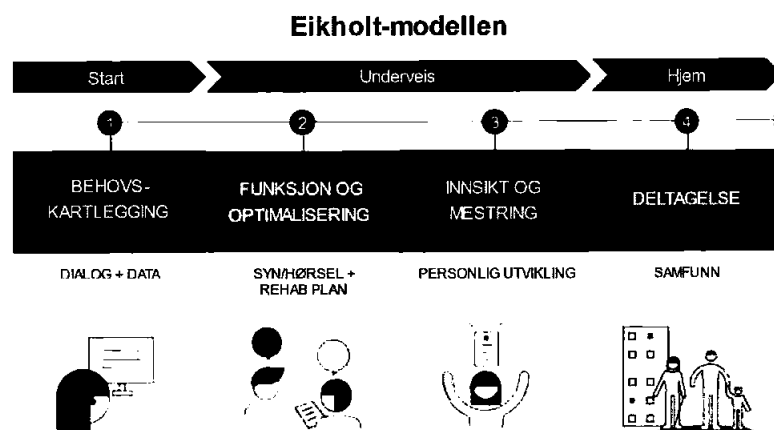 Eikholt-modellen
Start
Underveis
Hjem
1
2
3
4
BEHOVS-
KARTLEGGING
FUNKSJON OG
OPTIMALISERING
INNSIKT OG
MESTRING
DELTAGELSE
DIALOG + DATA
SYN/HØRSEL +
REHAB PLAN
PERSONLIG UTVIKLING
SAMFUNN